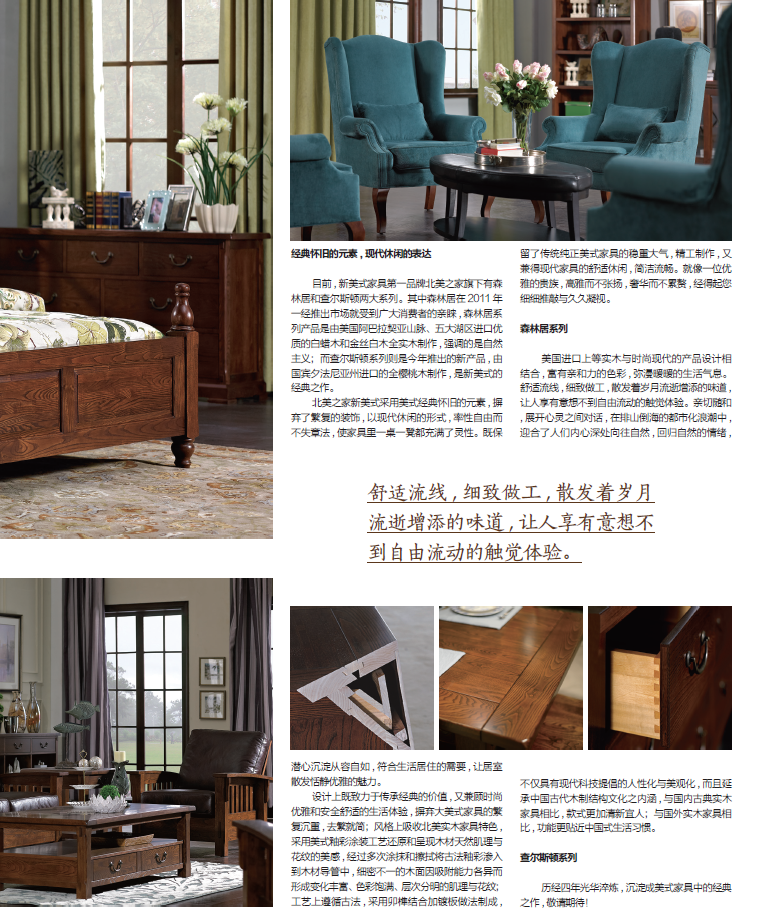 经典怀旧的元素，现代休闲的表达
目前，新美式家具第一品牌北美之家旗下有森
林居和查尔斯顿两大系列。其中森林居在 2011 年
一经推出市场就受到广大消费者的亲睐，森林居系
列产品是由美国阿巴拉契亚山脉、五大湖区进口优
质的白蜡木和金丝白木全实木制作，强调的是自然
主义；而查尔斯顿系列则是今年推出的新产品，由
国宾夕法尼亚州进口的全樱桃木制作，是新美式的
经典之作。
北美之家新美式采用美式经典怀旧的元素，摒
弃了繁复的装饰，以现代休闲的形式，率性自由而
不失章法，使家具里一桌一凳都充满了灵性。既保
留了传统纯正美式家具的稳重大气，精工制作，又
兼得现代家具的舒适休闲，简洁流畅。就像一位优
雅的贵族，高雅而不张扬，奢华而不累赘，经得起您
细细推敲与久久凝视。
森林居系列
美国进口上等实木与时尚现代的产品设计相
结合，富有亲和力的色彩，弥漫暖暖的生活气息。
舒适流线，细致做工，散发着岁月流逝增添的味道，
让人享有意想不到自由流动的触觉体验。亲切随和
，展开心灵之间对话，在排山倒海的都市化浪潮中，
迎合了人们内心深处向往自然，回归自然的情绪，
舒适流线，细致做工，散发着岁月
流逝增添的味道，让人享有意想不
到自由流动的触觉体验。
潜心沉淀从容自如，符合生活居住的需要，让居室
散发恬静优雅的魅力。
设计上既致力于传承经典的价值，又兼顾时尚
优雅和安全舒适的生活体验，摒弃大美式家具的繁
复沉重，去繁就简；风格上吸收北美实木家具特色，
采用美式釉彩涂装工艺还原和呈现木材天然肌理与
花纹的美感，经过多次涂抹和擦拭将古法釉彩渗入
到木材导管中，细密不一的木面因吸附能力各异而
形成变化丰富、色彩饱满、层次分明的肌理与花纹；
工艺上遵循古法，采用卯榫结合加镀板做法制成，
不仅具有现代科技提倡的人性化与美观化，而且延
承中国古代木制结构文化之内涵，与国内古典实木
家具相比，款式更加清新宜人；与国外实木家具相
比，功能更贴近中国式生活习惯。
查尔斯顿系列
历经四年光华淬炼，沉淀成美式家具中的经典
之作，敬请期待！